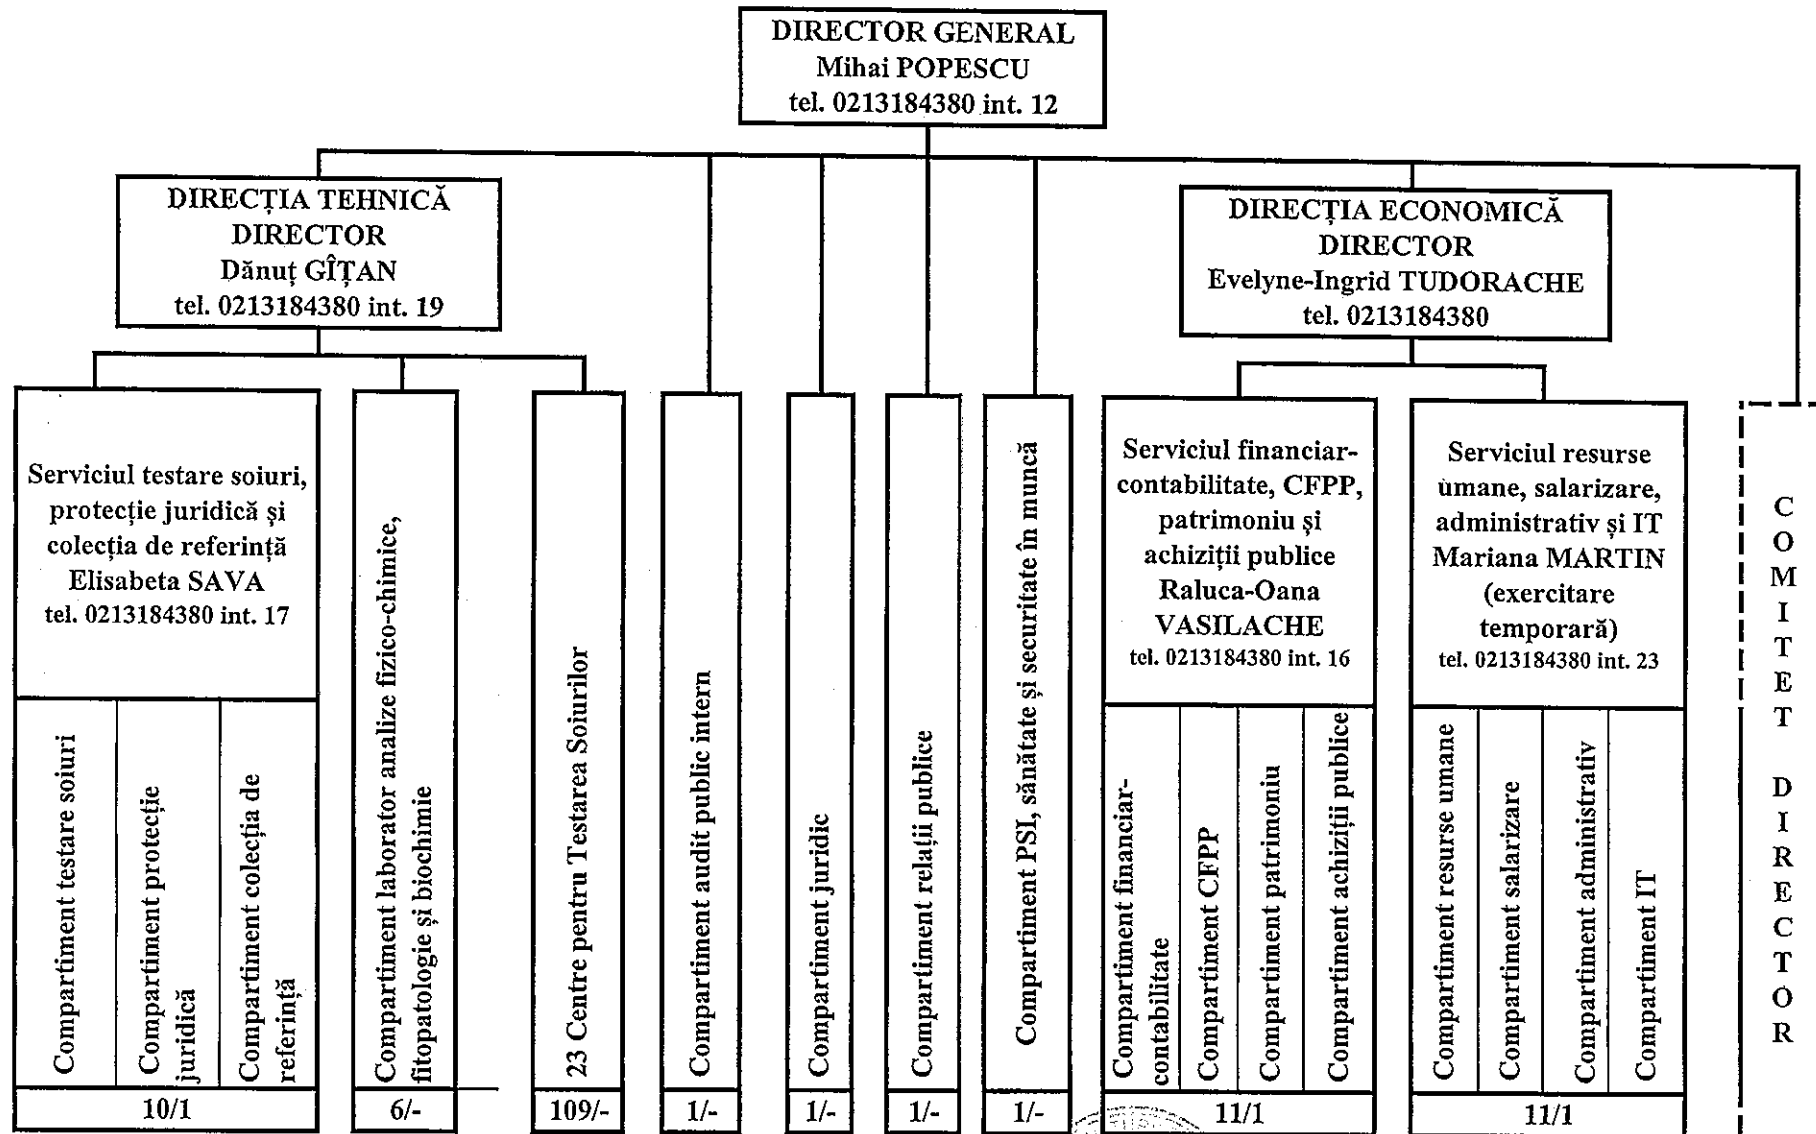 DIRECTOR GENERAL
Mihai POPESCU
tel. 0213184380 int. 12
DIRECȚIA TEHNICĂ
DIRECTOR
Dănuț GÎȚAN
tel. 0213184380 int. 19
DIRECȚIA ECONOMICĂ
DIRECTOR
Evelyne-Ingrid TUDORACHE
tel. 0213184380
Serviciul testare soiuri,
protecție juridică și
colecția de referință
Elisabeta SAVA
tel. 0213184380 int. 17
Compartiment testare soiuri
Compartiment protecție
juridică
Compartiment colecția de
referință
10/1
Compartiment laborator analize fizico-chimice,
fitopatologie și biochimie
6/-
23 Centre pentru Testarea Soiurilor
109/-
Compartiment audit public intern
1/-
Compartiment juridic
1/-
Compartiment relații publice
1/-
Compartiment PSI, sănătate și securitate în muncă
1/-
Serviciul financiar-
contabilitate, CFPP,
patrimoniu și
achiziții publice
Raluca-Oana
VASILACHE
tel. 0213184380 int. 16
Compartiment financiar-
contabilitate
Compartiment CFPP
Compartiment patrimoniu
Compartiment achiziții publice
11/1
Serviciul resurse
umane, salarizare,
administrativ și IT
Mariana MARTIN
(exercitare
temporară)
tel. 0213184380 int. 23
Compartiment resurse umane
Compartiment salarizare
Compartiment administrativ
Compartiment IT
11/1
COMITET DIRECTOR